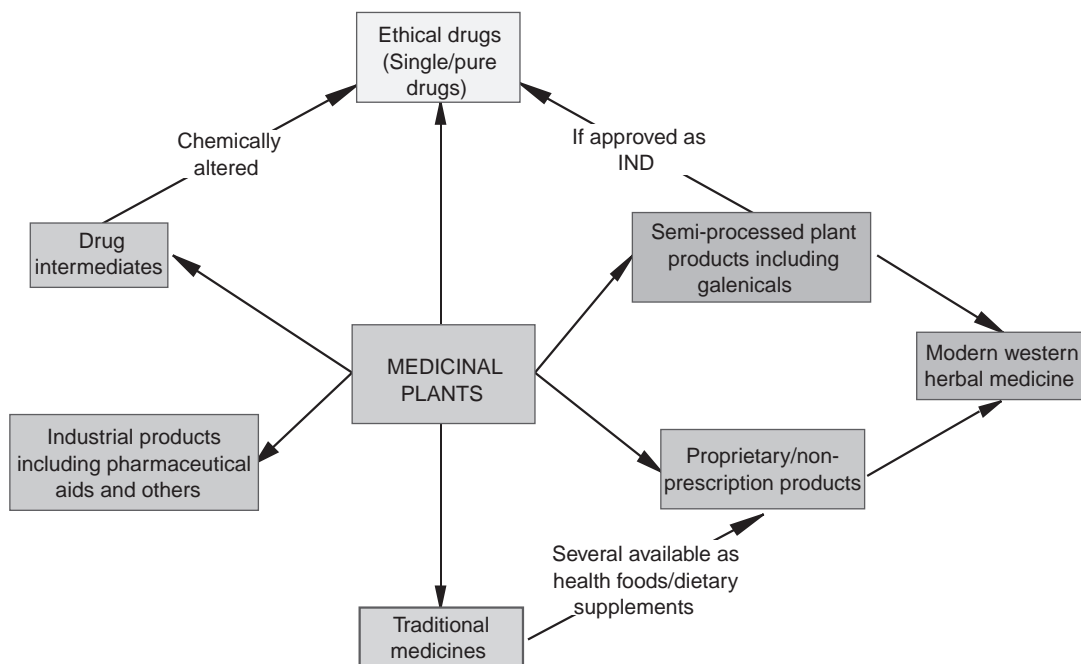 Ethical drugs
(Single/pure
drugs)
Chemically
altered
If approved as
IND
Drug
intermediates
Semi-processed plant
products including
galenicals
MEDICINAL
PLANTS
Modern western
herbal medicine
Industrial products
including pharmaceutical
aids and others
Proprietary/non-
prescription products
Several available as
health foods/dietary
supplements
Traditional
medicines